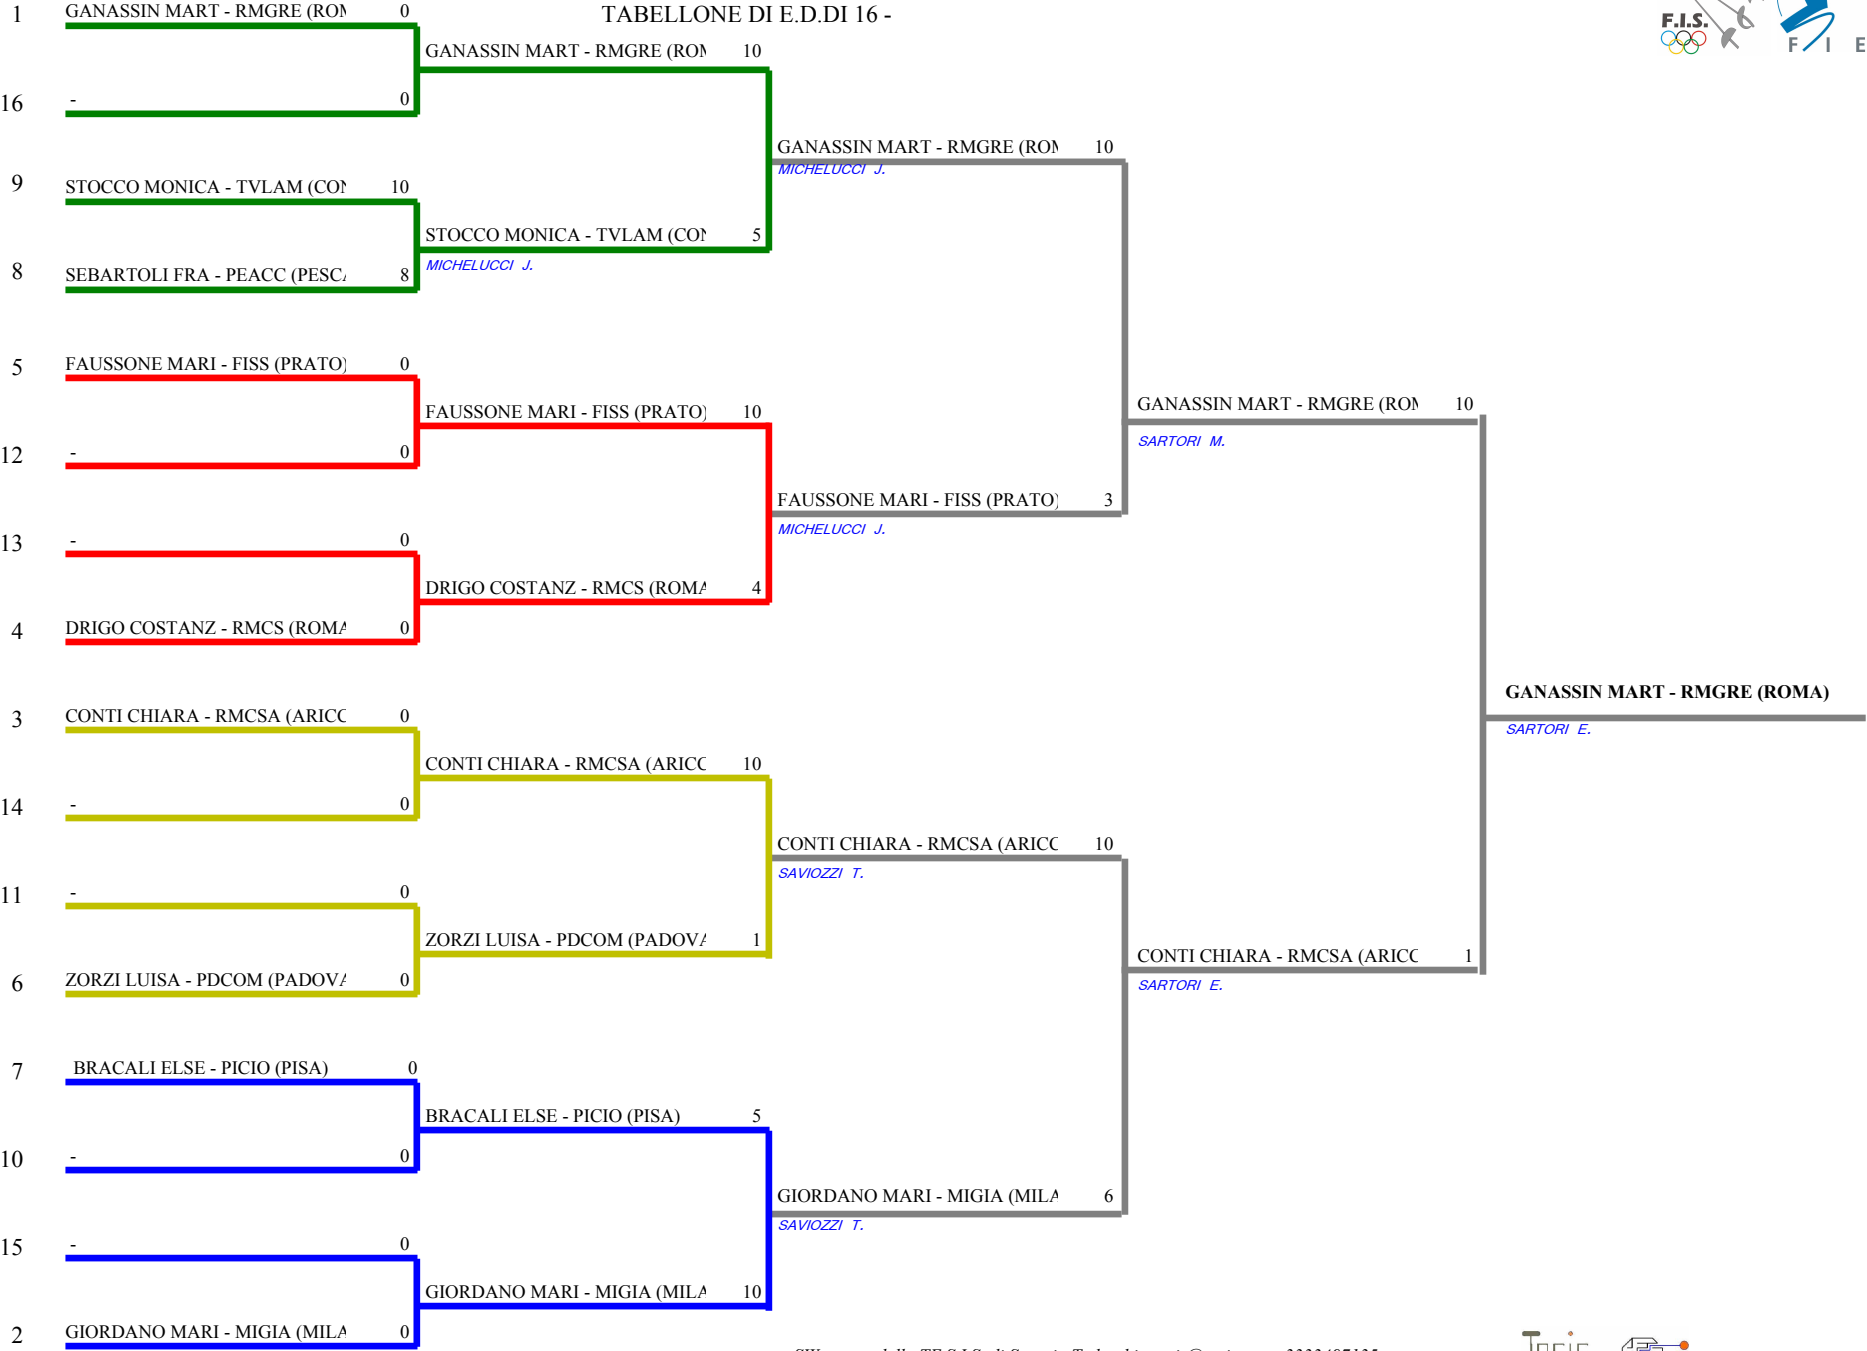 TABELLONE DI E.D.DI 16 -
F.I.S.
F I E
1 GANASSIN MART - RMGRE (ROM 0
16 - 0
9 STOCCO MONICA - TVLAM (CON 10
8 SEBARTOLI FRA - PEACC (PESCA 8
5 FAUSSONE MARI - FISS (PRATO) 0
12 - 0
13 - 0
4 DRIGO COSTANZ - RMCS (ROMA 0
3 CONTI CHIARA - RMCSA (ARICC 0
14 - 0
11 - 0
6 ZORZI LUISA - PDCOM (PADOVA 0
7 BRACALI ELSE - PICIO (PISA) 0
10 - 0
15 - 0
2 GIORDANO MARI - MIGIA (MILA 0
GANASSIN MART - RMGRE (ROM 10
STOCCO MONICA - TVLAM (CON 5
MICHELUCCI J.
FAUSSONE MARI - FISS (PRATO) 10
DRIGO COSTANZ - RMCS (ROMA 4
CONTI CHIARA - RMCSA (ARICC 10
ZORZI LUISA - PDCOM (PADOVA 1
BRACALI ELSE - PICIO (PISA) 5
GIORDANO MARI - MIGIA (MILA 10
GANASSIN MART - RMGRE (ROM 10
MICHELUCCI J.
FAUSSONE MARI - FISS (PRATO) 3
MICHELUCCI J.
CONTI CHIARA - RMCSA (ARICC 10
SAVIOZZI T.
GIORDANO MARI - MIGIA (MILA 6
SAVIOZZI T.
GANASSIN MART - RMGRE (ROM 10
SARTORI M.
CONTI CHIARA - RMCSA (ARICC 1
SARTORI E.
GANASSIN MART - RMGRE (ROMA)
SARTORI E.